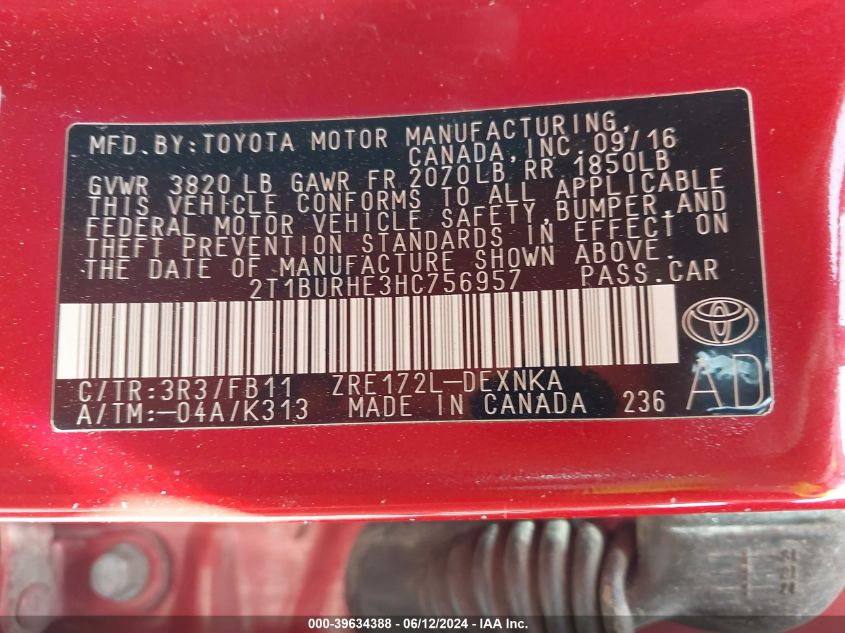 MFD.BY:TOYOTA MOTOR MANUFACTURING,
CANADA,INC. 09/16
GVWR 3820 LB GAWR FR 2070LB RR 1850LB
THIS VEHICLE CONFORMS TO ALL APPLICABLE
FEDERAL MOTOR VEHICLE SAFETY,BUMPER,AND
THEFT PREVENTION STANDARDS IN EFFECT ON
THE DATE OF MANUFACTURE SHOWN ABOVE.
2T1BURHE3HC756957 PASS.CAR
C/TR:3R3/FB11 ZRE172L-DEXNKA
A/TM:-04A/K313 MADE IN CANADA 236
AD
000-39634388 - 06/12/2024 - IAA Inc.